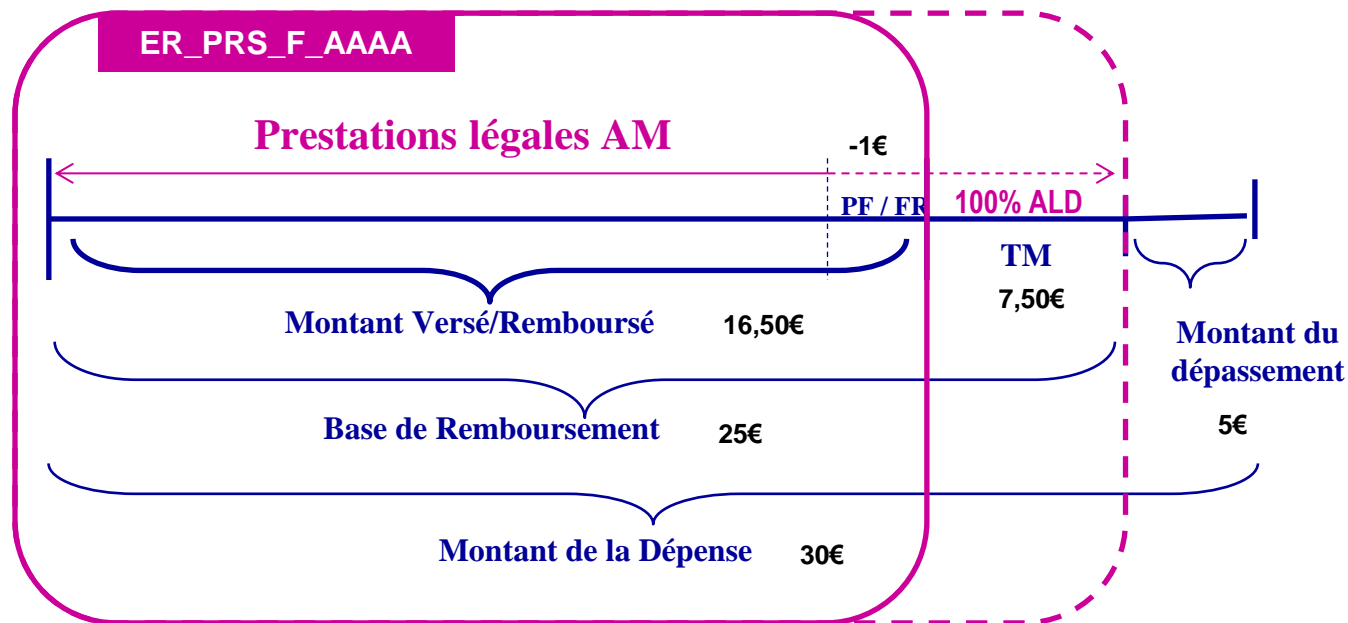 ER_PRS_F_AAAA
Prestations légales AM
-1€
PF / FR
100% ALD
TM
7,50€
Montant Versé/Remboursé 16,50€
Montant du
dépassement
5€
Base de Remboursement 25€
Montant de la Dépense 30€